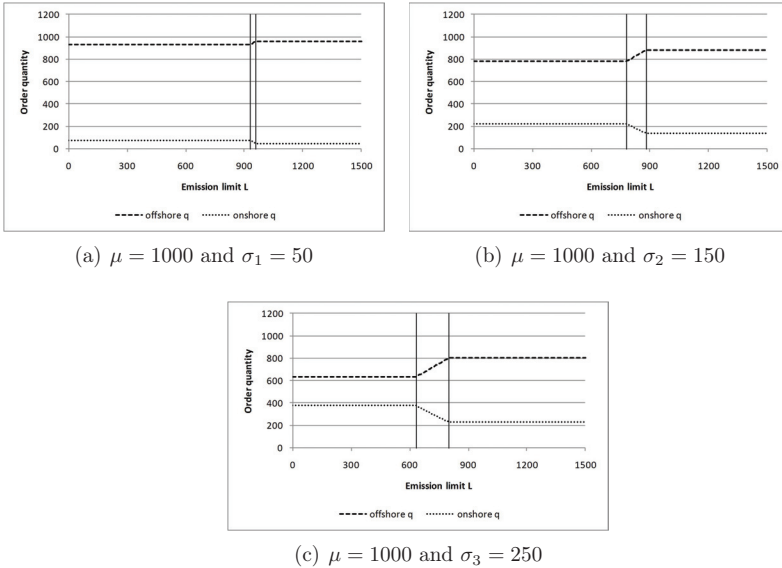 1200
1000
800
600
400
200
0
Order quantity
0 300 600 900 1200 1500
Emission limit L
offshore q onshore q
(a) μ = 1000 and σ₁ = 50
1200
1000
800
600
400
200
0
Order quantity
0 300 600 900 1200 1500
Emission limit L
offshore q onshore q
(b) μ = 1000 and σ₂ = 150
1200
1000
800
600
400
200
0
Order quantity
0 300 600 900 1200 1500
Emission limit L
offshore q onshore q
(c) μ = 1000 and σ₃ = 250